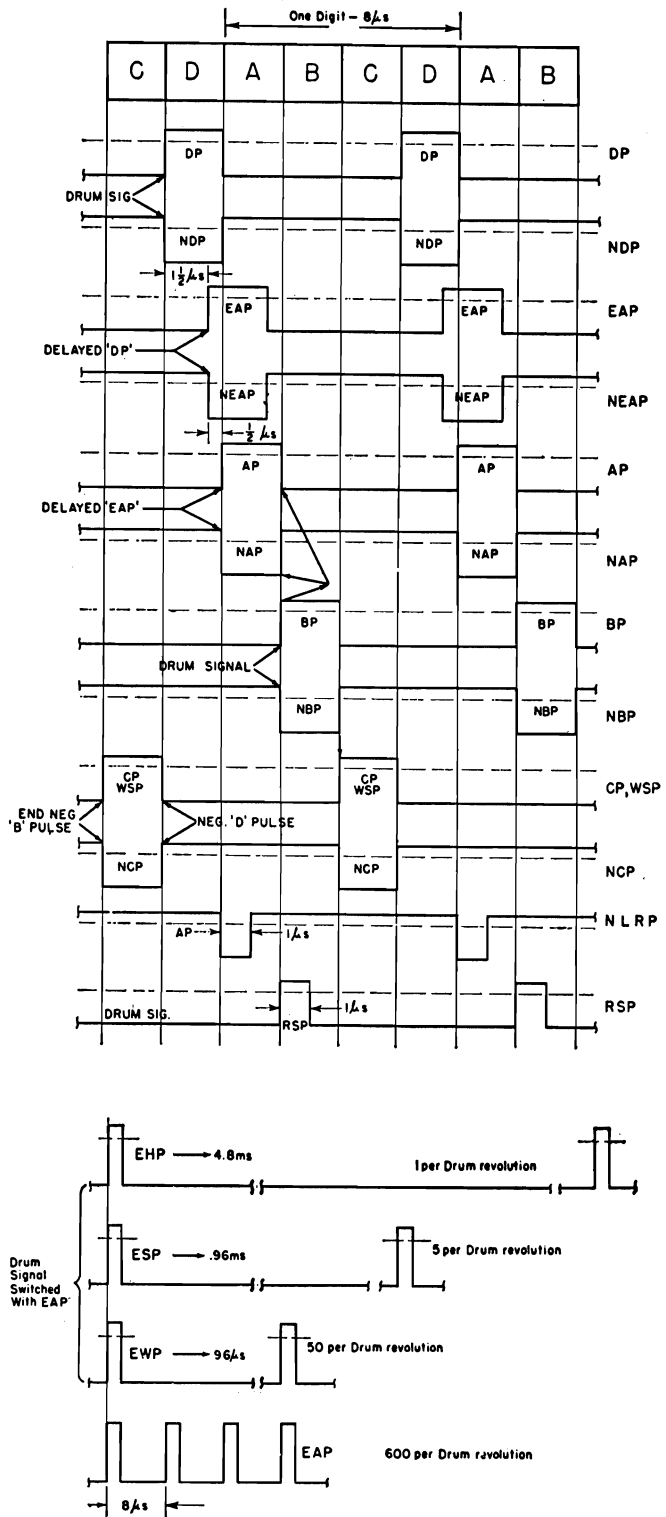 One Digit – 8μs
C D A B C D A B
DP DP DP
DRUM SIG
NDP NDP NDP
1½μs
EAP EAP EAP
DELAYED 'DP'
NEAP NEAP NEAP
½μs
AP AP AP
DELAYED 'EAP'
NAP NAP NAP
BP BP BP
DRUM SIGNAL
NBP NBP NBP
CP CP CP,WSP
WSP WSP
END NEG
'B' PULSE NEG. 'D' PULSE
NCP NCP NCP
NLRP
AP 1μs
RSP
DRUM SIG. RSP 1μs
EHP 4.8ms 1 per Drum revolution
ESP .96ms 5 per Drum revolution
Drum
Signal
Switched
With EAP
EWP 96μs 50 per Drum revolution
EAP 600 per Drum revolution
8μs